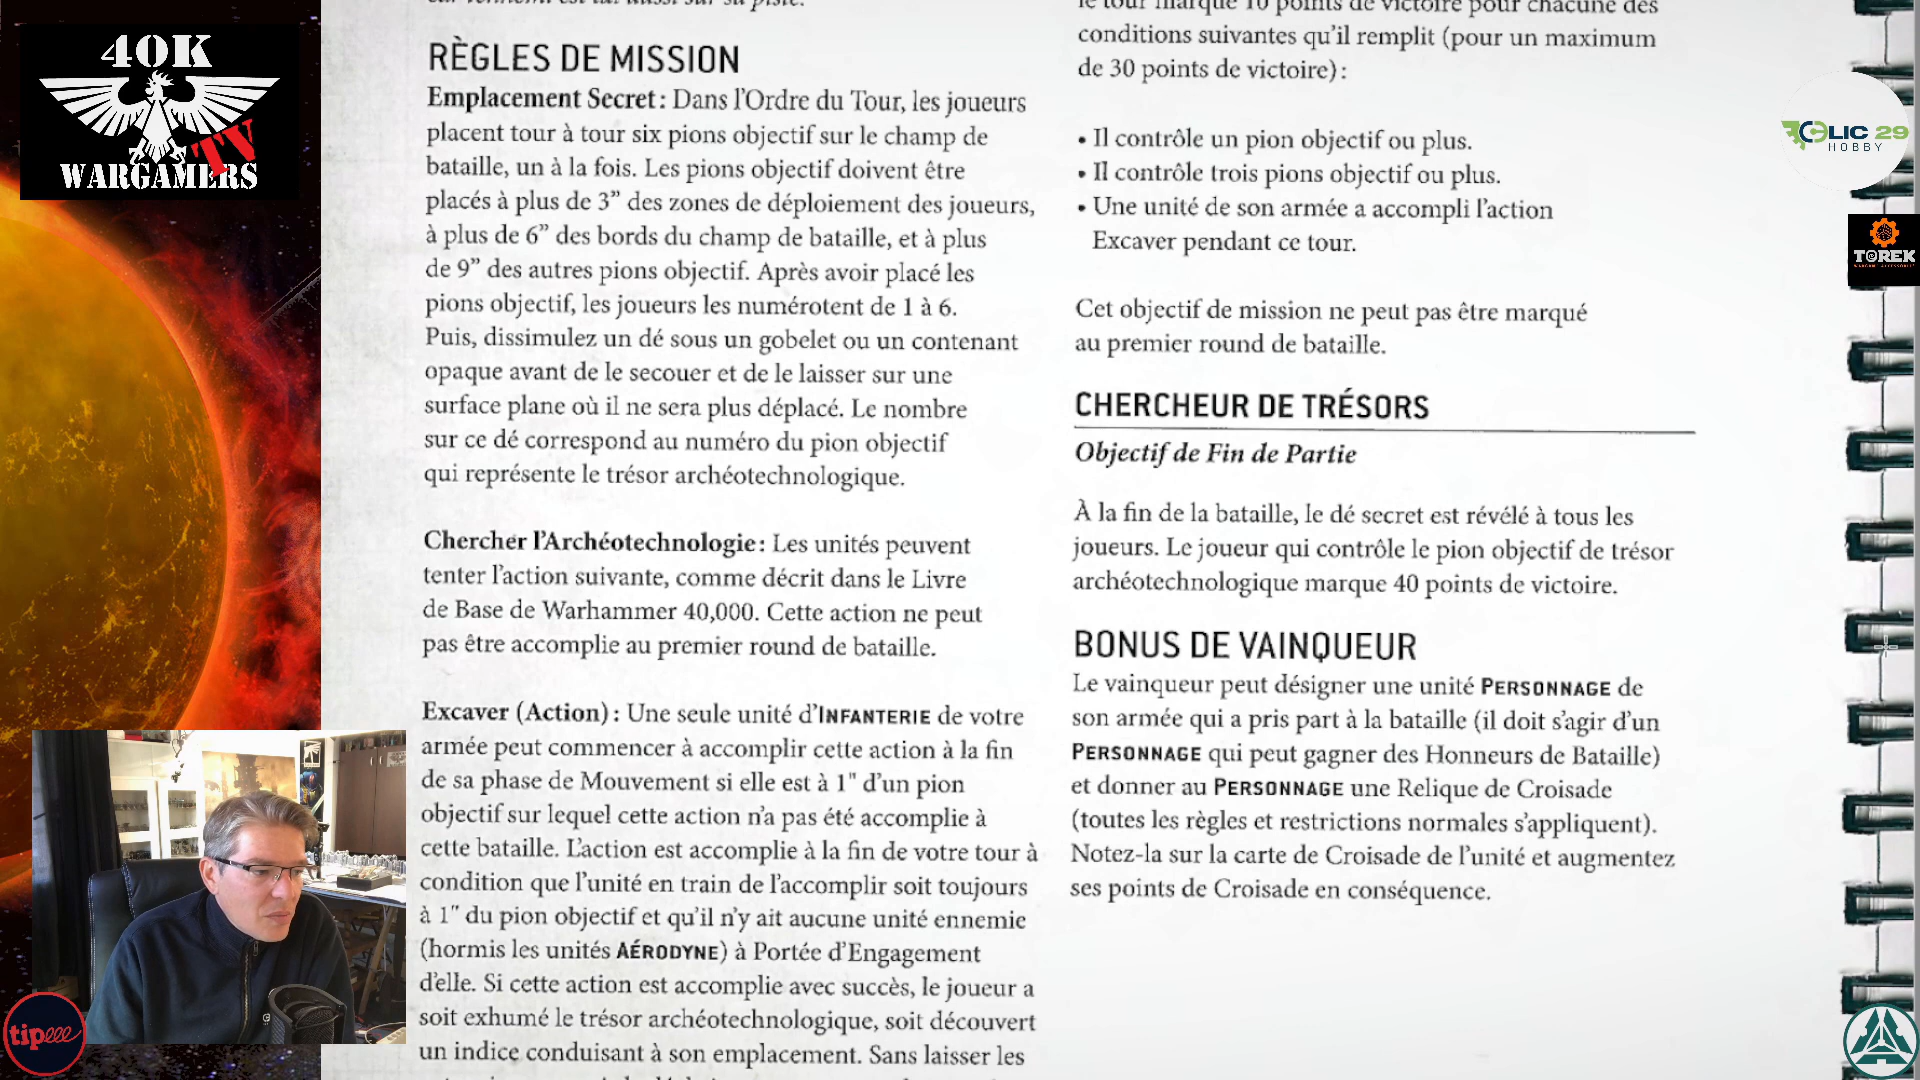 40K
WARGAMERS
TV
RÈGLES DE MISSION
Emplacement Secret : Dans l'Ordre du Tour, les joueurs
placent tour à tour six pions objectif sur le champ de
bataille, un à la fois. Les pions objectif doivent être
placés à plus de 3” des zones de déploiement des joueurs,
à plus de 6” des bords du champ de bataille, et à plus
de 9” des autres pions objectif. Après avoir placé les
pions objectif, les joueurs les numérotent de 1 à 6.
Puis, dissimulez un dé sous un gobelet ou un contenant
opaque avant de le secouer et de le laisser sur une
surface plane où il ne sera plus déplacé. Le nombre
sur ce dé correspond au numéro du pion objectif
qui représente le trésor archéotechnologique.
Chercher l'Archéotechnologie : Les unités peuvent
tenter l'action suivante, comme décrit dans le Livre
de Base de Warhammer 40,000. Cette action ne peut
pas être accomplie au premier round de bataille.
Excaver (Action) : Une seule unité d'INFANTERIE de votre
armée peut commencer à accomplir cette action à la fin
de sa phase de Mouvement si elle est à 1" d'un pion
objectif sur lequel cette action n'a pas été accomplie à
cette bataille. L'action est accomplie à la fin de votre tour à
condition que l'unité en train de l'accomplir soit toujours
à 1" du pion objectif et qu'il n'y ait aucune unité ennemie
(hormis les unités AÉRODYNE) à Portée d'Engagement
d'elle. Si cette action est accomplie avec succès, le joueur a
soit exhumé le trésor archéotechnologique, soit découvert
un indice conduisant à son emplacement. Sans laisser les
le tour marque 10 points de victoire pour chacune des
conditions suivantes qu'il remplit (pour un maximum
de 30 points de victoire) :
• Il contrôle un pion objectif ou plus.
• Il contrôle trois pions objectif ou plus.
• Une unité de son armée a accompli l'action
Excaver pendant ce tour.
Cet objectif de mission ne peut pas être marqué
au premier round de bataille.
CHERCHEUR DE TRÉSORS
Objectif de Fin de Partie
À la fin de la bataille, le dé secret est révélé à tous les
joueurs. Le joueur qui contrôle le pion objectif de trésor
archéotechnologique marque 40 points de victoire.
BONUS DE VAINQUEUR
Le vainqueur peut désigner une unité PERSONNAGE de
son armée qui a pris part à la bataille (il doit s'agir d'un
PERSONNAGE qui peut gagner des Honneurs de Bataille)
et donner au PERSONNAGE une Relique de Croisade
(toutes les règles et restrictions normales s'appliquent).
Notez-la sur la carte de Croisade de l'unité et augmentez
ses points de Croisade en conséquence.
CLIC 29
HOBBY
TOREK
tipeee